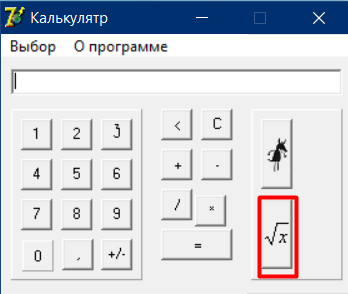 Калькулятр
Выбор О программе
1 2 3 < C
4 5 6 + -
7 8 9 / *
0 , +/- = √x